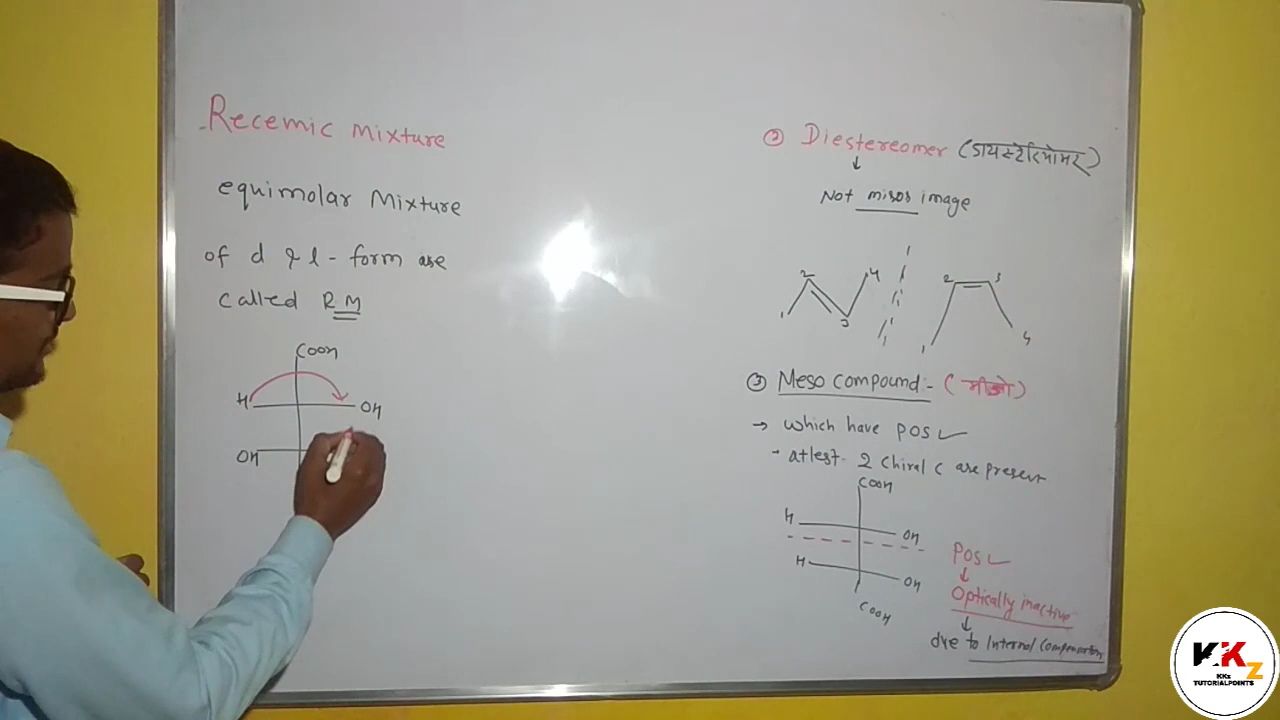 Recemic Mixture
equimolar Mixture
of d & l - form are
Called RM
COOH
H OH
OH
② Diestereomer (डायस्टेरियोमर)
Not miror image
1 2 3 4
1 2 3 4
③ Meso compound:- (मीजो)
→ which have POS ✓
- atlest 2 Chiral C are present
COOH
H OH
H OH
COOH
POS ✓
↓
Optically inactive
↓
due to Internal Compensation
KKz
KKz
TUTORIALPOINTS